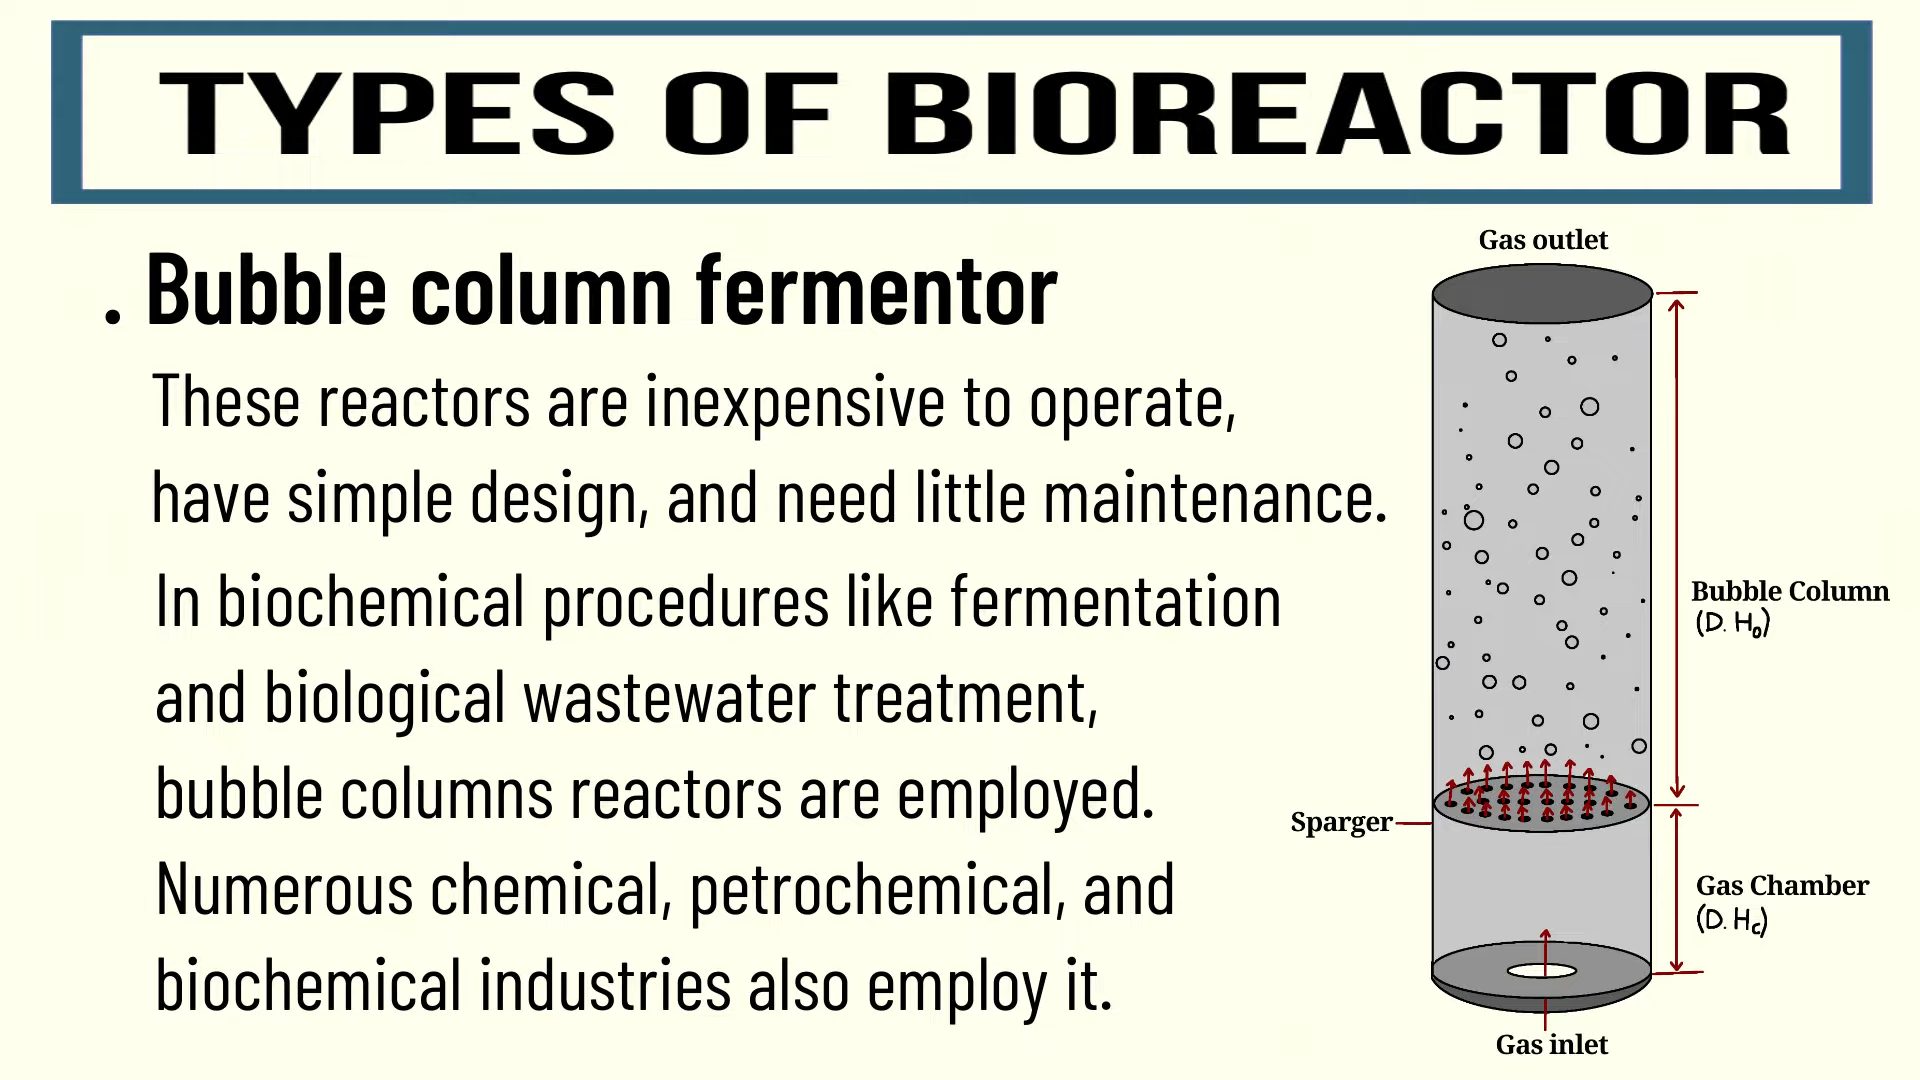 TYPES OF BIOREACTOR
. Bubble column fermentor
These reactors are inexpensive to operate,
have simple design, and need little maintenance.
In biochemical procedures like fermentation
and biological wastewater treatment,
bubble columns reactors are employed.
Numerous chemical, petrochemical, and
biochemical industries also employ it.
Gas outlet
Bubble Column
(D. H₀)
Sparger
Gas Chamber
(D. H꜀)
Gas inlet